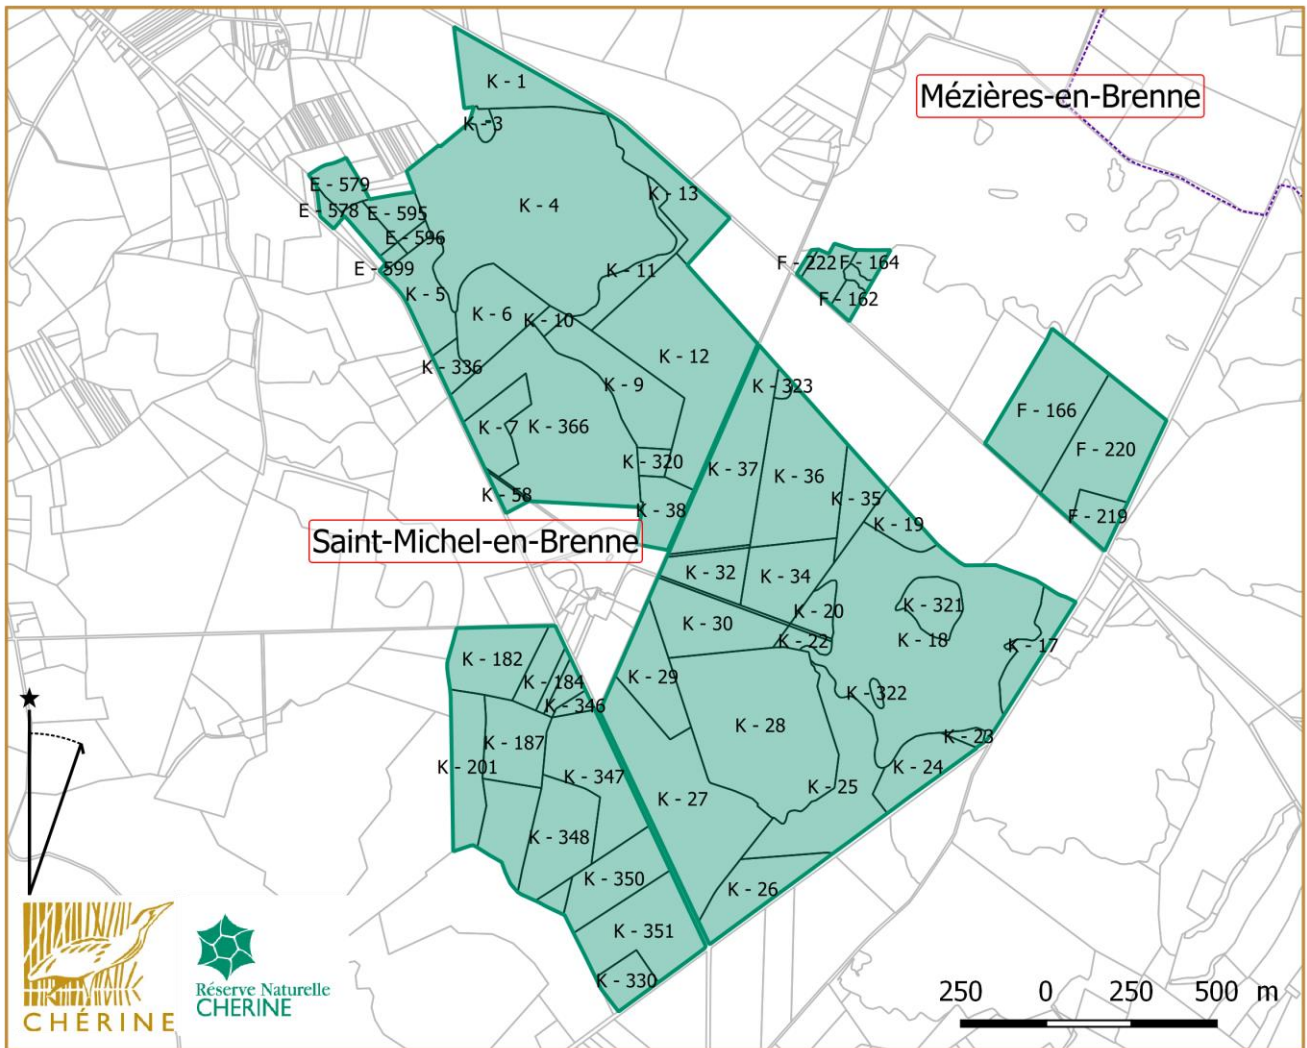 Mézières-en-Brenne
K - 1
K - 3
K - 4
K - 13
E - 579
E - 578
E - 595
E - 596
E - 599
K - 5
K - 11
F - 222
F - 164
F - 162
K - 6
K - 10
K - 12
K - 336
K - 9
K - 323
K - 7
K - 366
F - 166
F - 220
K - 320
K - 37
K - 36
K - 58
K - 38
K - 35
K - 19
F - 219
Saint-Michel-en-Brenne
K - 32
K - 34
K - 20
K - 321
K - 30
K - 22
K - 18
K - 17
K - 182
K - 184
K - 29
K - 322
K - 346
K - 28
K - 187
K - 23
K - 201
K - 347
K - 24
K - 27
K - 25
K - 348
K - 350
K - 26
K - 351
K - 330
CHÉRINE
Réserve Naturelle
CHERINE
250 0 250 500 m